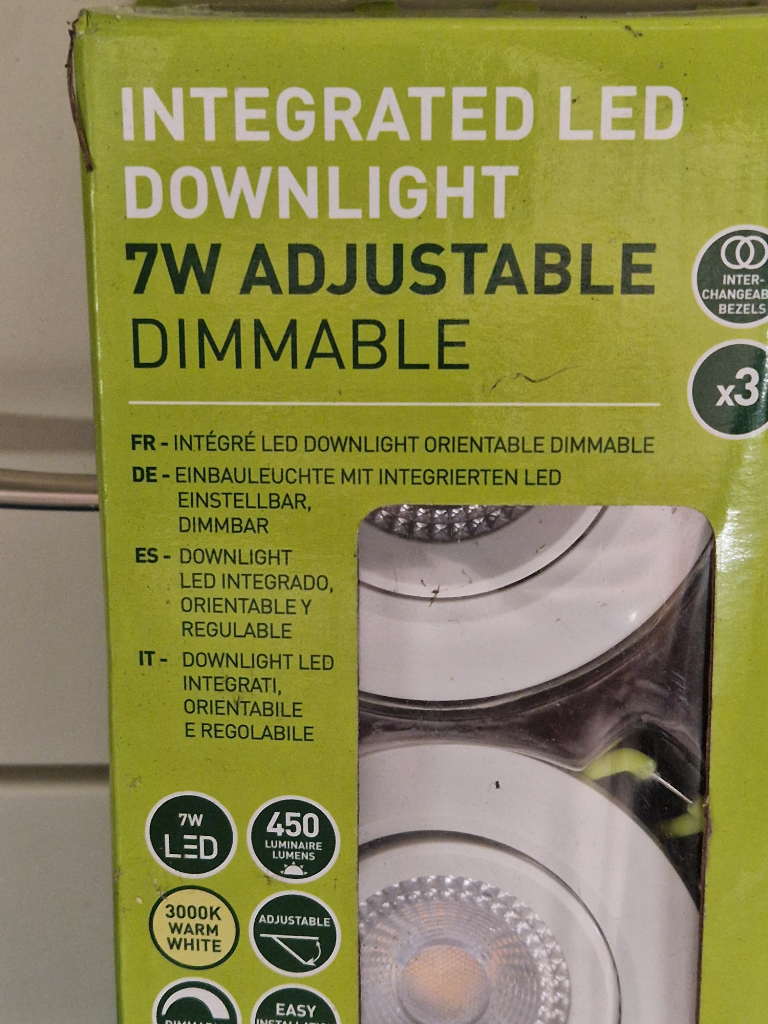 INTEGRATED LED
DOWNLIGHT
7W ADJUSTABLE
DIMMABLE
INTER-
BEZELS
x3
FR - INTÉGRÉ LED DOWNLIGHT ORIENTABLE DIMMABLE
DE - EINBAULEUCHTE MIT INTEGRIERTEN LED
EINSTELLBAR,
DIMMBAR
ES - DOWNLIGHT
LED INTEGRADO,
ORIENTABLE Y
REGULABLE
IT - DOWNLIGHT LED
INTEGRATI,
ORIENTABILE
E REGOLABILE
7W
LED
450
LUMINAIRE
LUMENS
3000K
WARM
WHITE
ADJUSTABLE
EASY